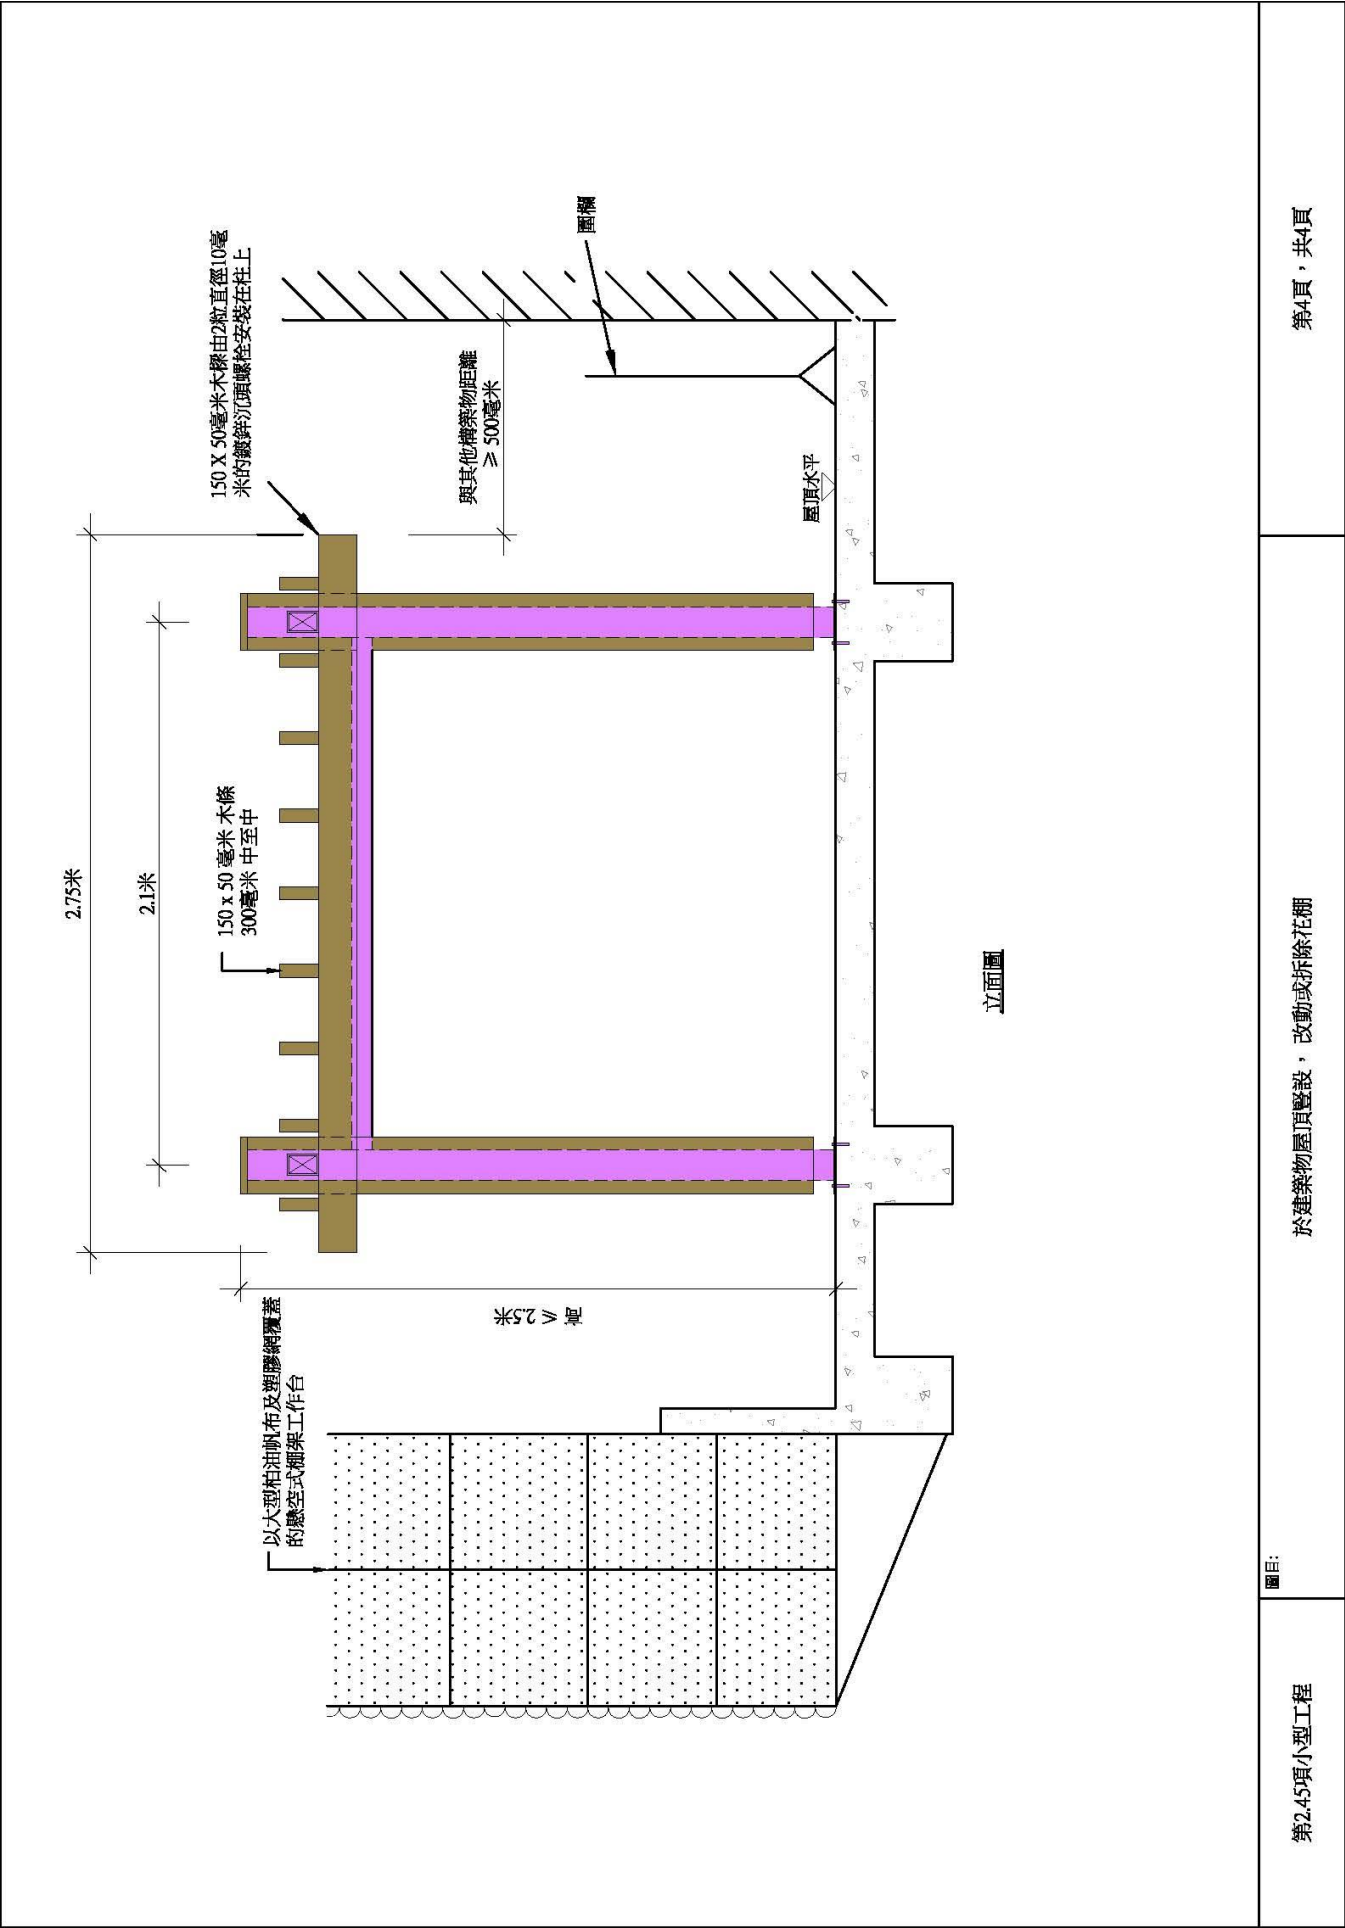 2.75米
2.1米
150 X 50毫米木樑由2粒直徑10毫
米的鍍鋅沉頭螺栓安裝在柱上
150 x 50 毫米 木條
300毫米 中至中
以大型柏油帆布及塑膠網覆蓋
的懸空式棚架工作台
與其他構築物距離
≥ 500毫米
圍欄
高 ≤ 2.5米
屋頂水平
立面圖
第2.45項小型工程
圖目:
於建築物屋頂豎設， 改動或拆除花棚
第4頁，共4頁